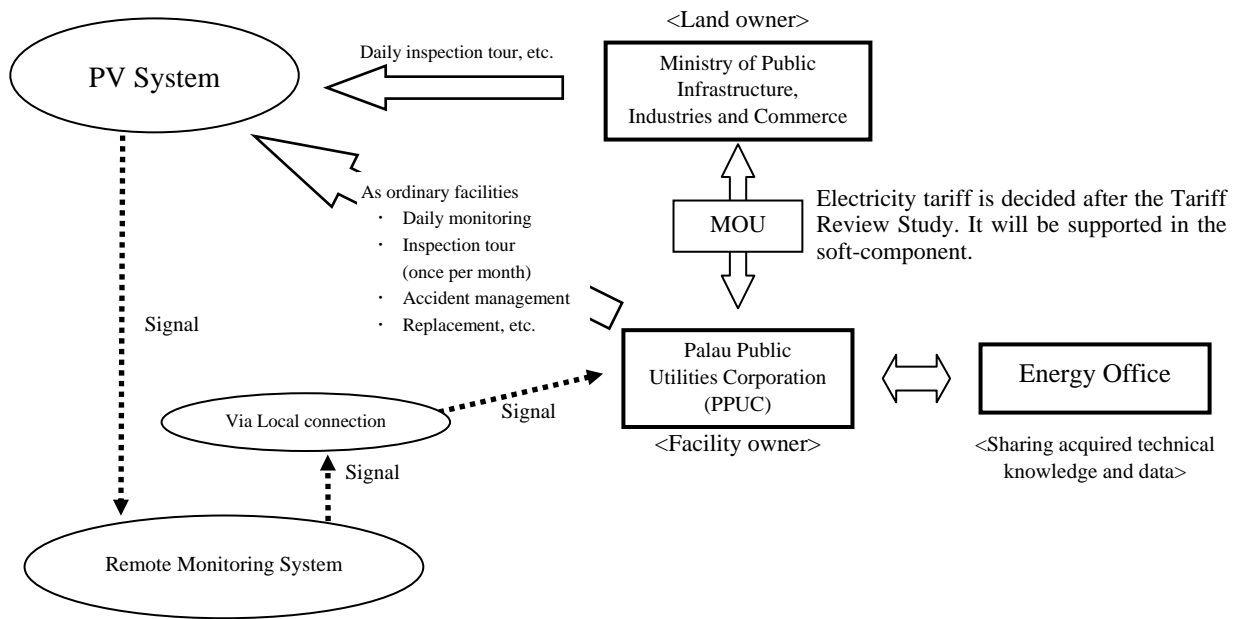 <Land owner>
Daily inspection tour, etc.
PV System
Ministry of Public
Infrastructure,
Industries and Commerce
As ordinary facilities
・ Daily monitoring
・ Inspection tour
(once per month)
・ Accident management
・ Replacement, etc.
MOU
Electricity tariff is decided after the Tariff
Review Study. It will be supported in the
soft-component.
Signal
Palau Public
Utilities Corporation
(PPUC)
<Facility owner>
Energy Office
<Sharing acquired technical
knowledge and data>
Via Local connection
Signal
Signal
Remote Monitoring System